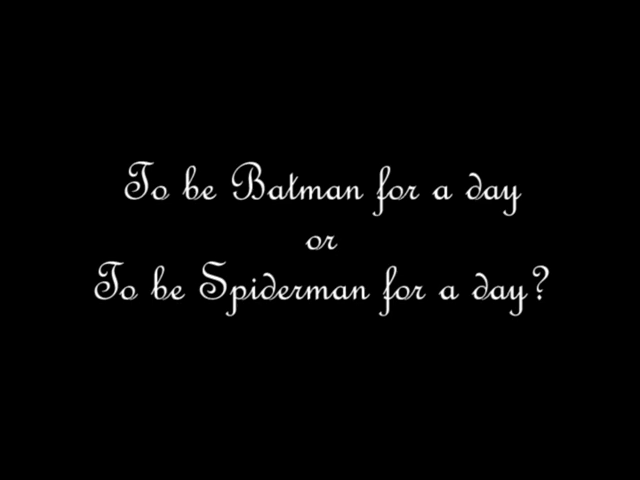 To be Batman for a day
or
To be Spiderman for a day?